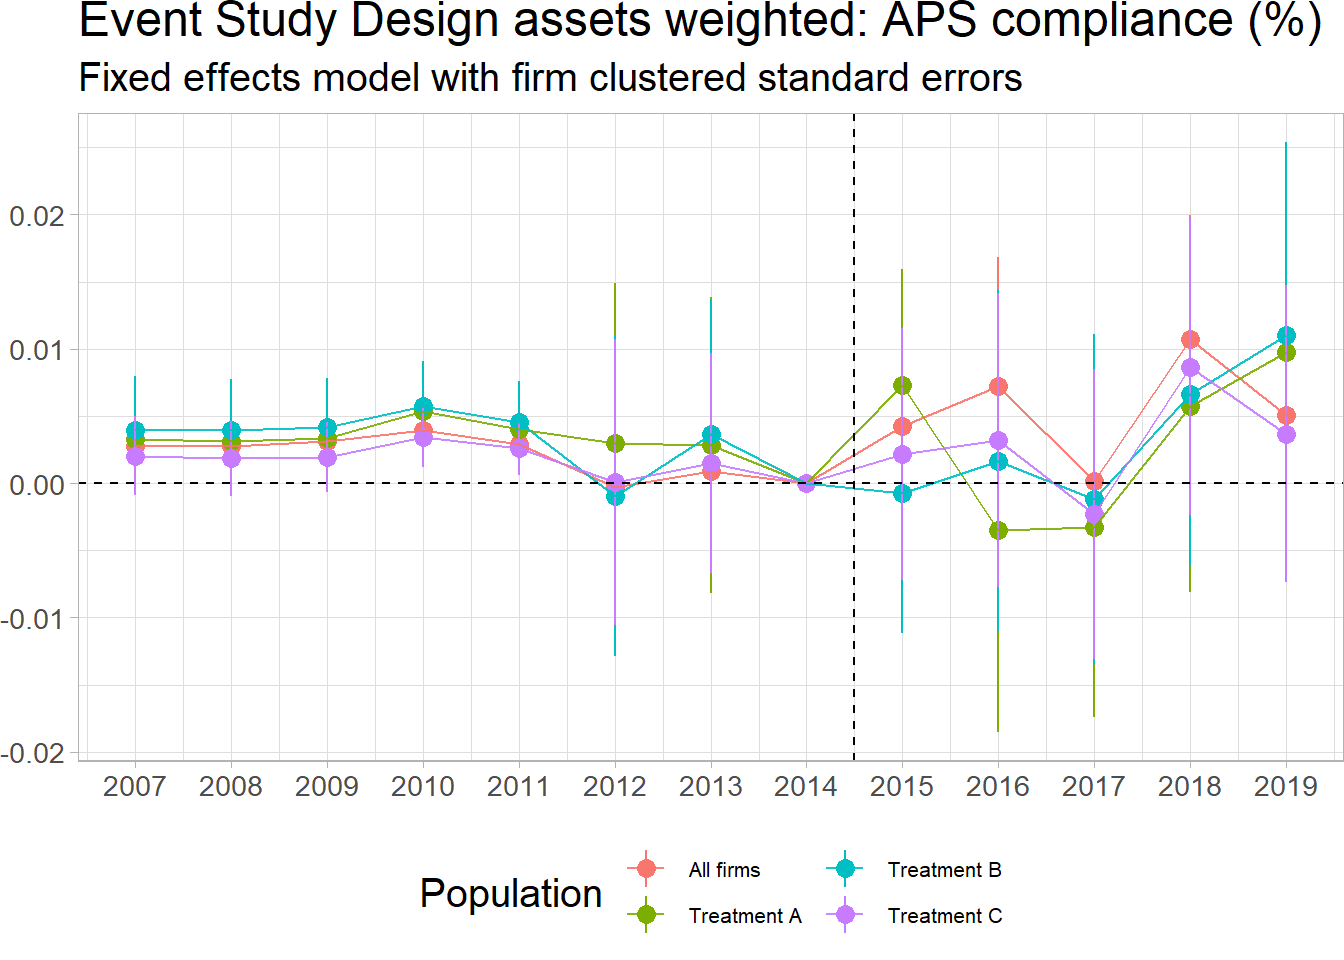 Event Study Design assets weighted: APS compliance (%)
Fixed effects model with firm clustered standard errors
0.02
0.01
0.00
-0.01
-0.02
2007 2008 2009 2010 2011 2012 2013 2014 2015 2016 2017 2018 2019
Population
All firms
Treatment A
Treatment B
Treatment C